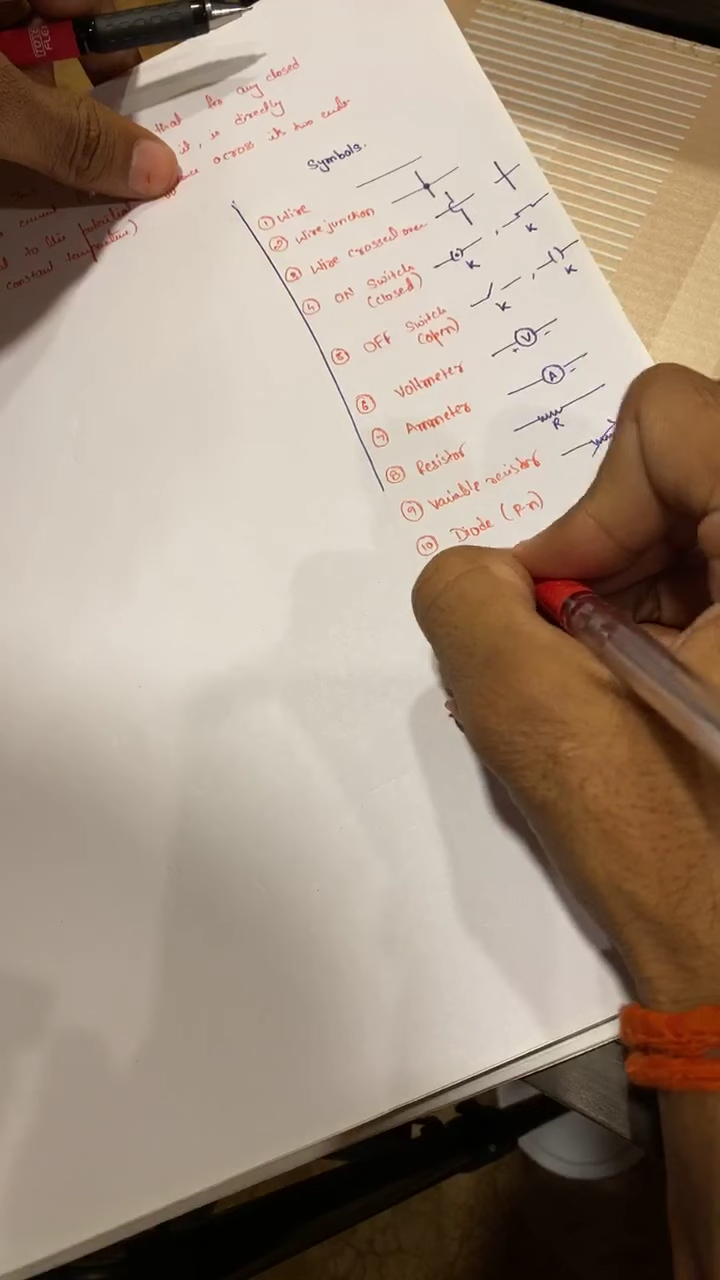 that for any closed
it, is directly
across its two ends
constant temperature)
Symbols.
① Wire
② Wire junction
③ Wire crossed over
④ ON Switch
(closed)
K
K
⑤ OFF Switch
(open)
K
K
⑥ Voltmeter
V
+ -
⑦ Ammeter
A
-
⑧ Resistor
R
⑨ Variable resistor
⑩ Diode (P-n)